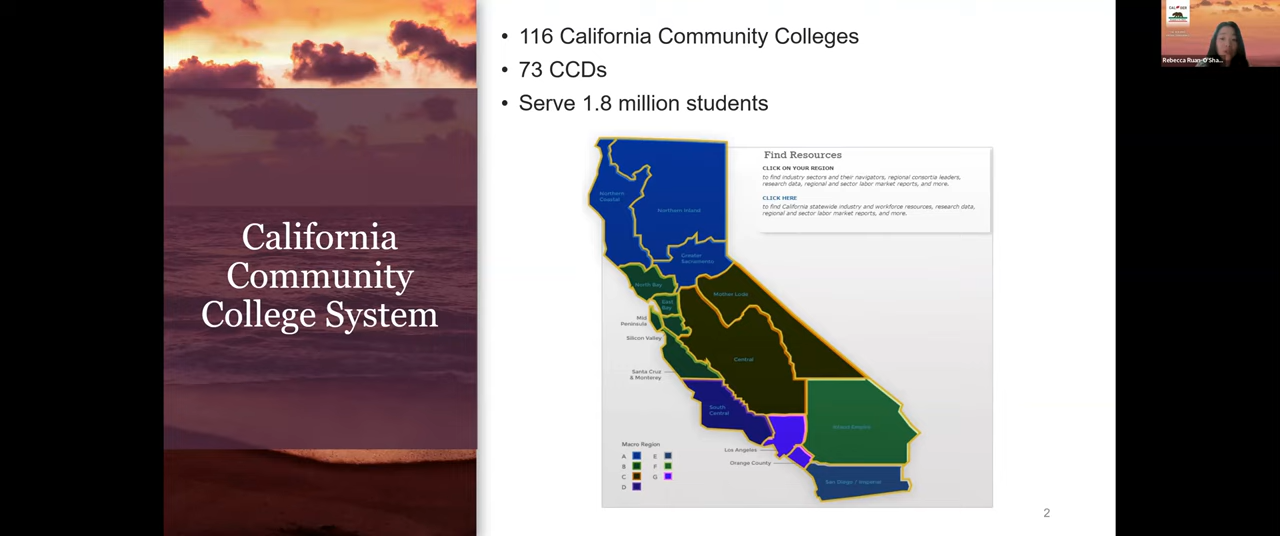 California
Community
College System
• 116 California Community Colleges
• 73 CCDs
• Serve 1.8 million students
Find Resources
CLICK ON YOUR REGION
to find industry sectors and their navigators, regional consortia leaders,
research data, regional and sector labor market reports, and more.
CLICK HERE
to find California statewide industry and workforce resources, research data,
regional and sector labor market reports, and more.
Northern
Coastal
Northern Inland
Greater
Sacramento
North Bay
East
Bay
Mother Lode
Mid
Peninsula
Silicon Valley
Central
Santa Cruz
& Monterey
South
Central
Inland Empire
Los Angeles
Orange County
San Diego / Imperial
Macro Region
A E
B F
C G
D
2
Rebecca Ruan-O'Sha...